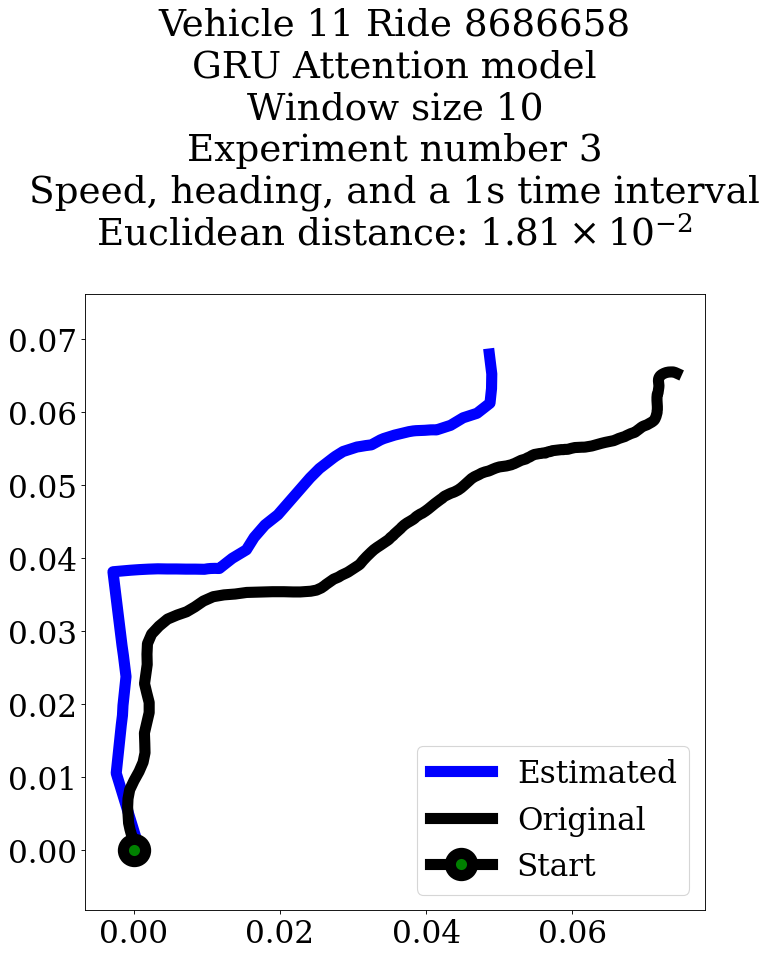 Vehicle 11 Ride 8686658
GRU Attention model
Window size 10
Experiment number 3
Speed, heading, and a 1s time interval
Euclidean distance: 1.81 × 10⁻²
0.07
0.06
0.05
0.04
0.03
0.02
0.01
0.00
0.00 0.02 0.04 0.06
Estimated
Original
Start